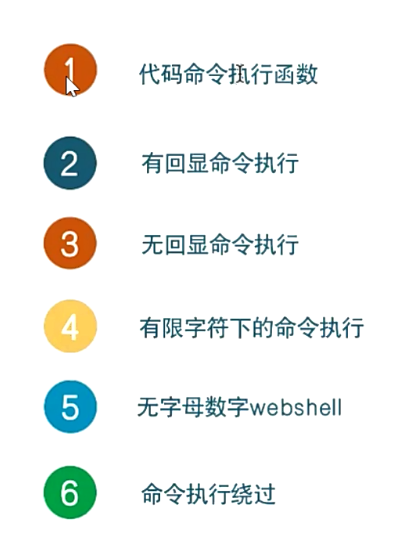 1 代码命令执行函数
2 有回显命令执行
3 无回显命令执行
4 有限字符下的命令执行
5 无字母数字webshell
6 命令执行绕过